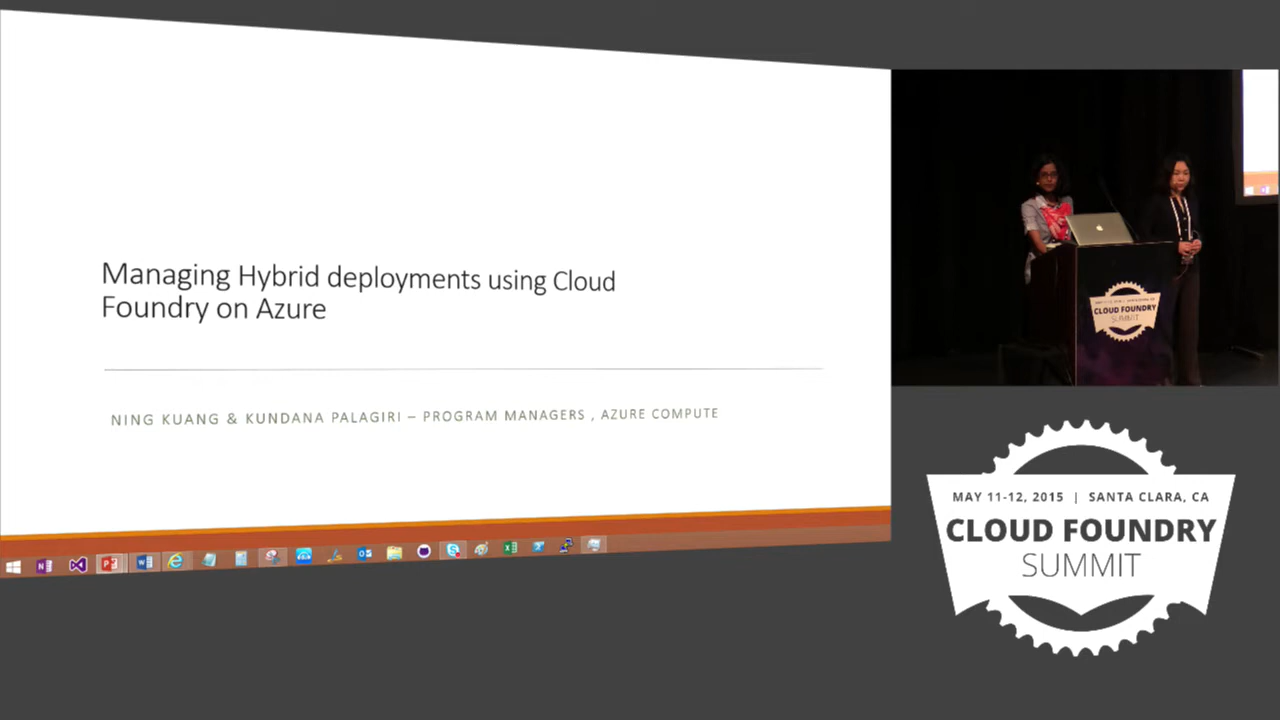 Managing Hybrid deployments using Cloud
Foundry on Azure
NING KUANG & KUNDANA PALAGIRI – PROGRAM MANAGERS , AZURE COMPUTE
CLOUD FOUNDRY
SUMMIT
MAY 11-12, 2015 | SANTA CLARA, CA
CLOUD FOUNDRY
SUMMIT